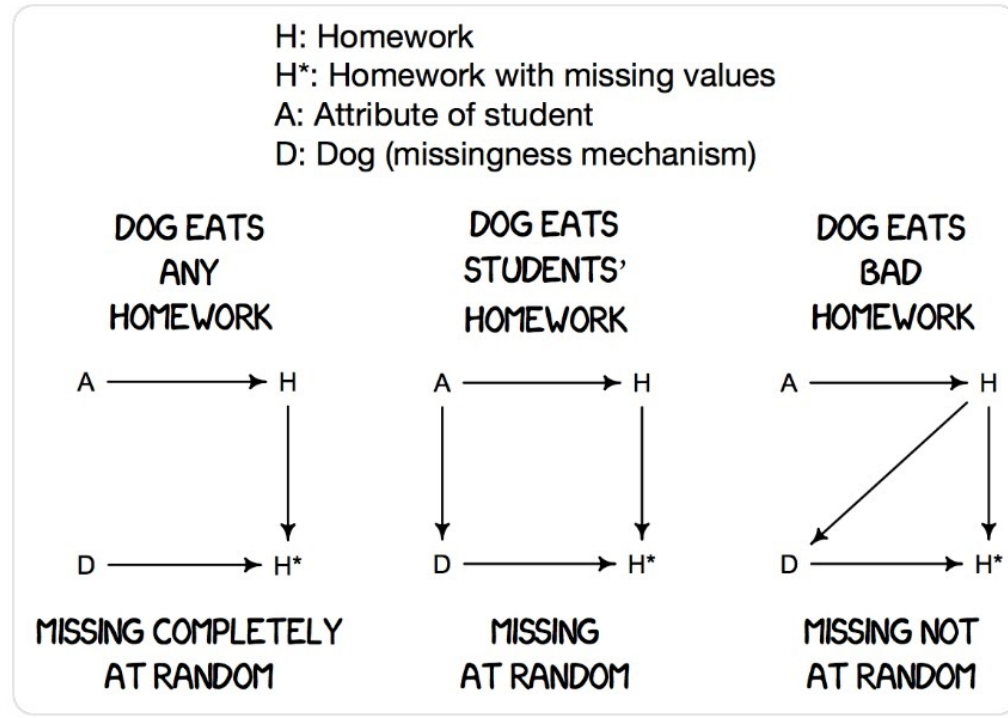 H: Homework
H*: Homework with missing values
A: Attribute of student
D: Dog (missingness mechanism)
DOG EATS
ANY
HOMEWORK
A
H
D
H*
MISSING COMPLETELY
AT RANDOM
DOG EATS
STUDENTS'
HOMEWORK
A
H
D
H*
MISSING
AT RANDOM
DOG EATS
BAD
HOMEWORK
A
H
D
H*
MISSING NOT
AT RANDOM